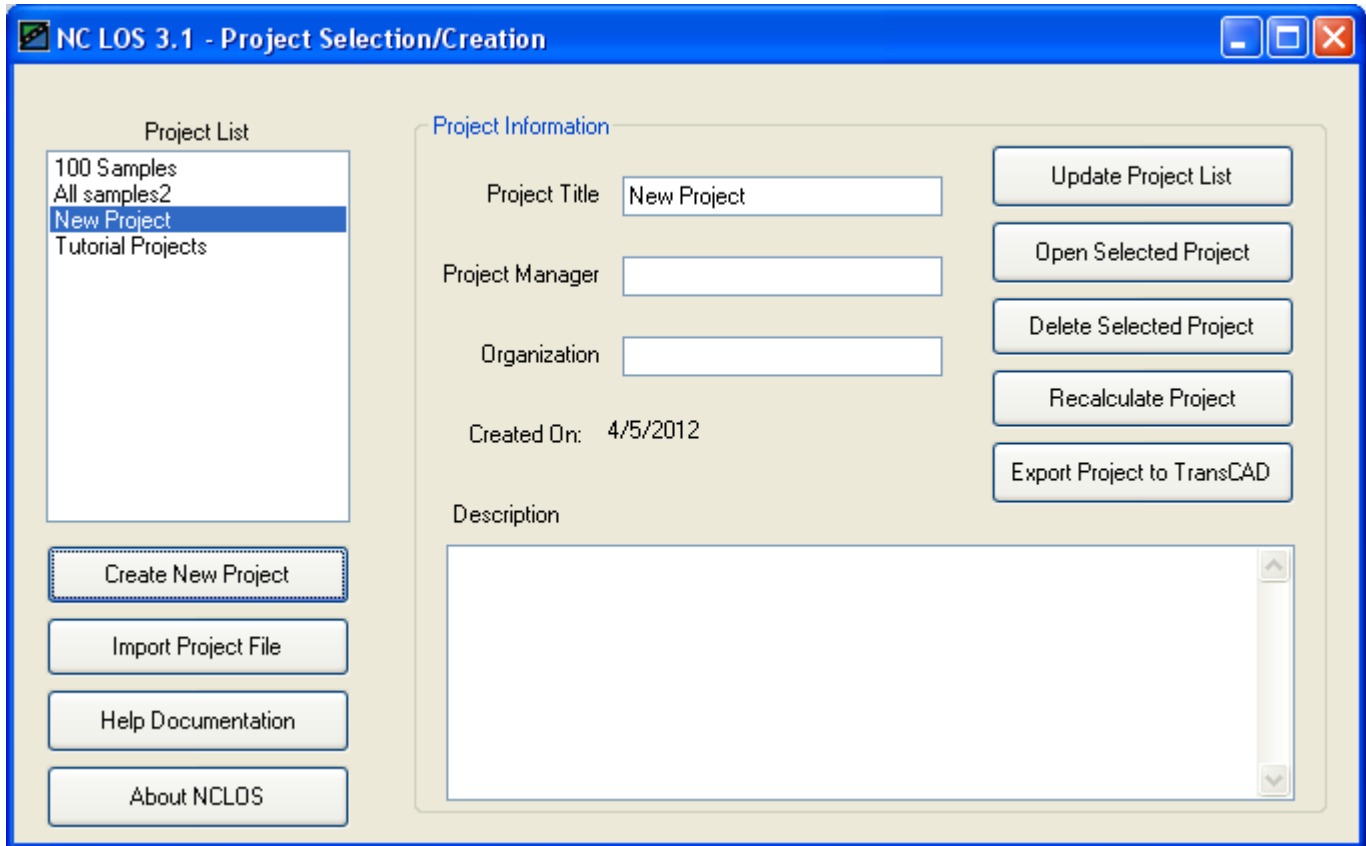 NC LOS 3.1 - Project Selection/Creation
Project List
100 Samples
All samples2
New Project
Tutorial Projects
Create New Project
Import Project File
Help Documentation
About NCLOS
Project Information
Project Title
New Project
Project Manager
Organization
Created On: 4/5/2012
Description
Update Project List
Open Selected Project
Delete Selected Project
Recalculate Project
Export Project to TransCAD